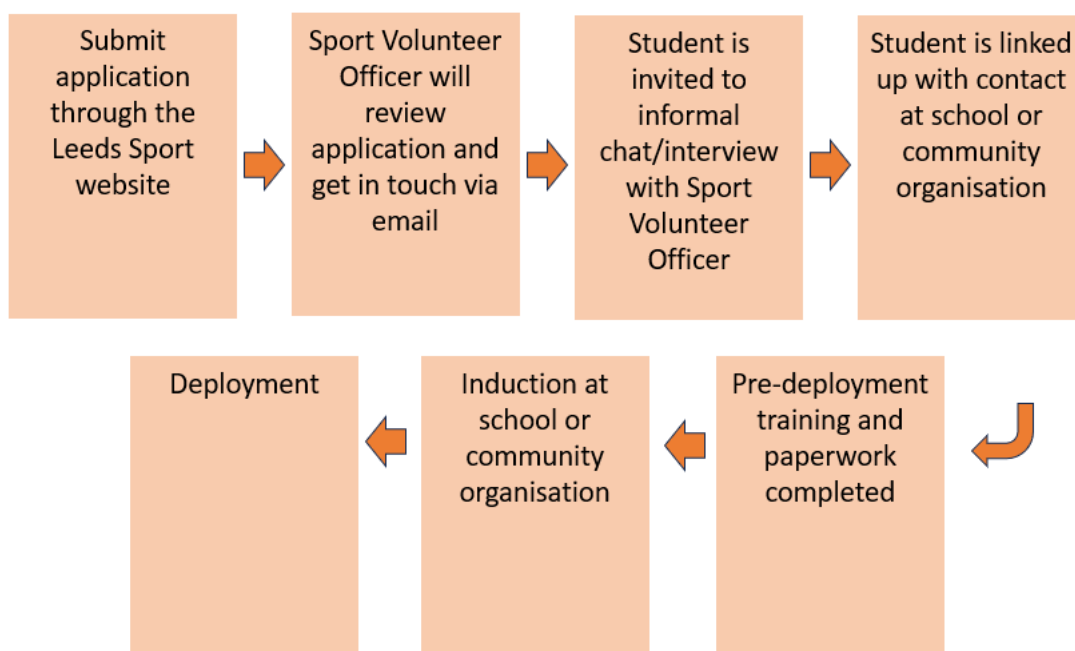 Submit
application
through the
Leeds Sport
website
Sport Volunteer
Officer will
review
application and
get in touch via
email
Student is
invited to
informal
chat/interview
with Sport
Volunteer
Officer
Student is linked
up with contact
at school or
community
organisation
Pre-deployment
training and
paperwork
completed
Induction at
school or
community
organisation
Deployment